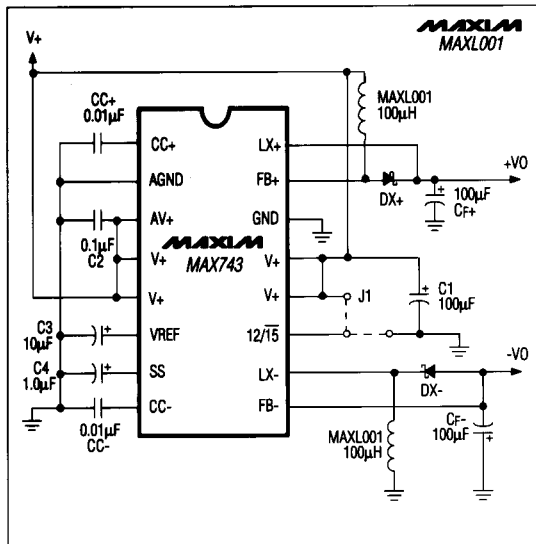 MAXIM
MAXL001
V+
CC+
0.01µF
MAXL001
100µH
CC+
LX+
AGND
FB+
+VO
DX+
100µF
CF+
AV+
GND
0.1µF
C2
MAXIM
MAX743
V+
V+
V+
V+
J1
C1
100µF
C3
10µF
VREF
12/15
C4
1.0µF
SS
LX-
-VO
DX-
CC-
FB-
0.01µF
CC-
MAXL001
100µH
CF-
100µF